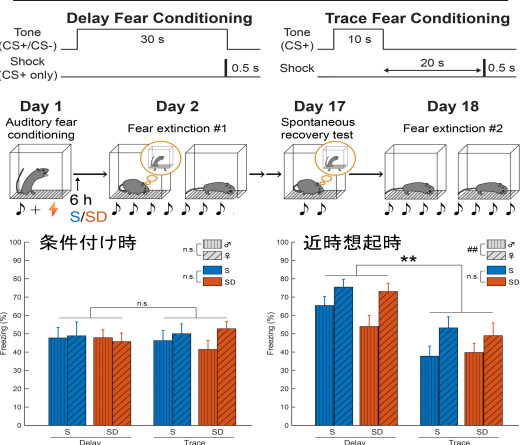 Delay Fear Conditioning
Trace Fear Conditioning
Tone
(CS+/CS-)
30 s
Tone
(CS+)
10 s
Shock
(CS+ only)
0.5 s
Shock
20 s
0.5 s
Day 1
Day 2
Day 17
Day 18
Auditory fear
conditioning
Fear extinction #1
Spontaneous
recovery test
Fear extinction #2
6 h
S/SD
条件付け時
近時想起時
n.s.
♂
♀
n.s.
S
SD
n.s.
Freezing (%)
100
90
80
70
60
50
40
30
20
10
0
S
SD
S
SD
Delay
Trace
##
♂
♀
n.s.
S
SD
**
Freezing (%)
100
90
80
70
60
50
40
30
20
10
0
S
SD
S
SD
Delay
Trace